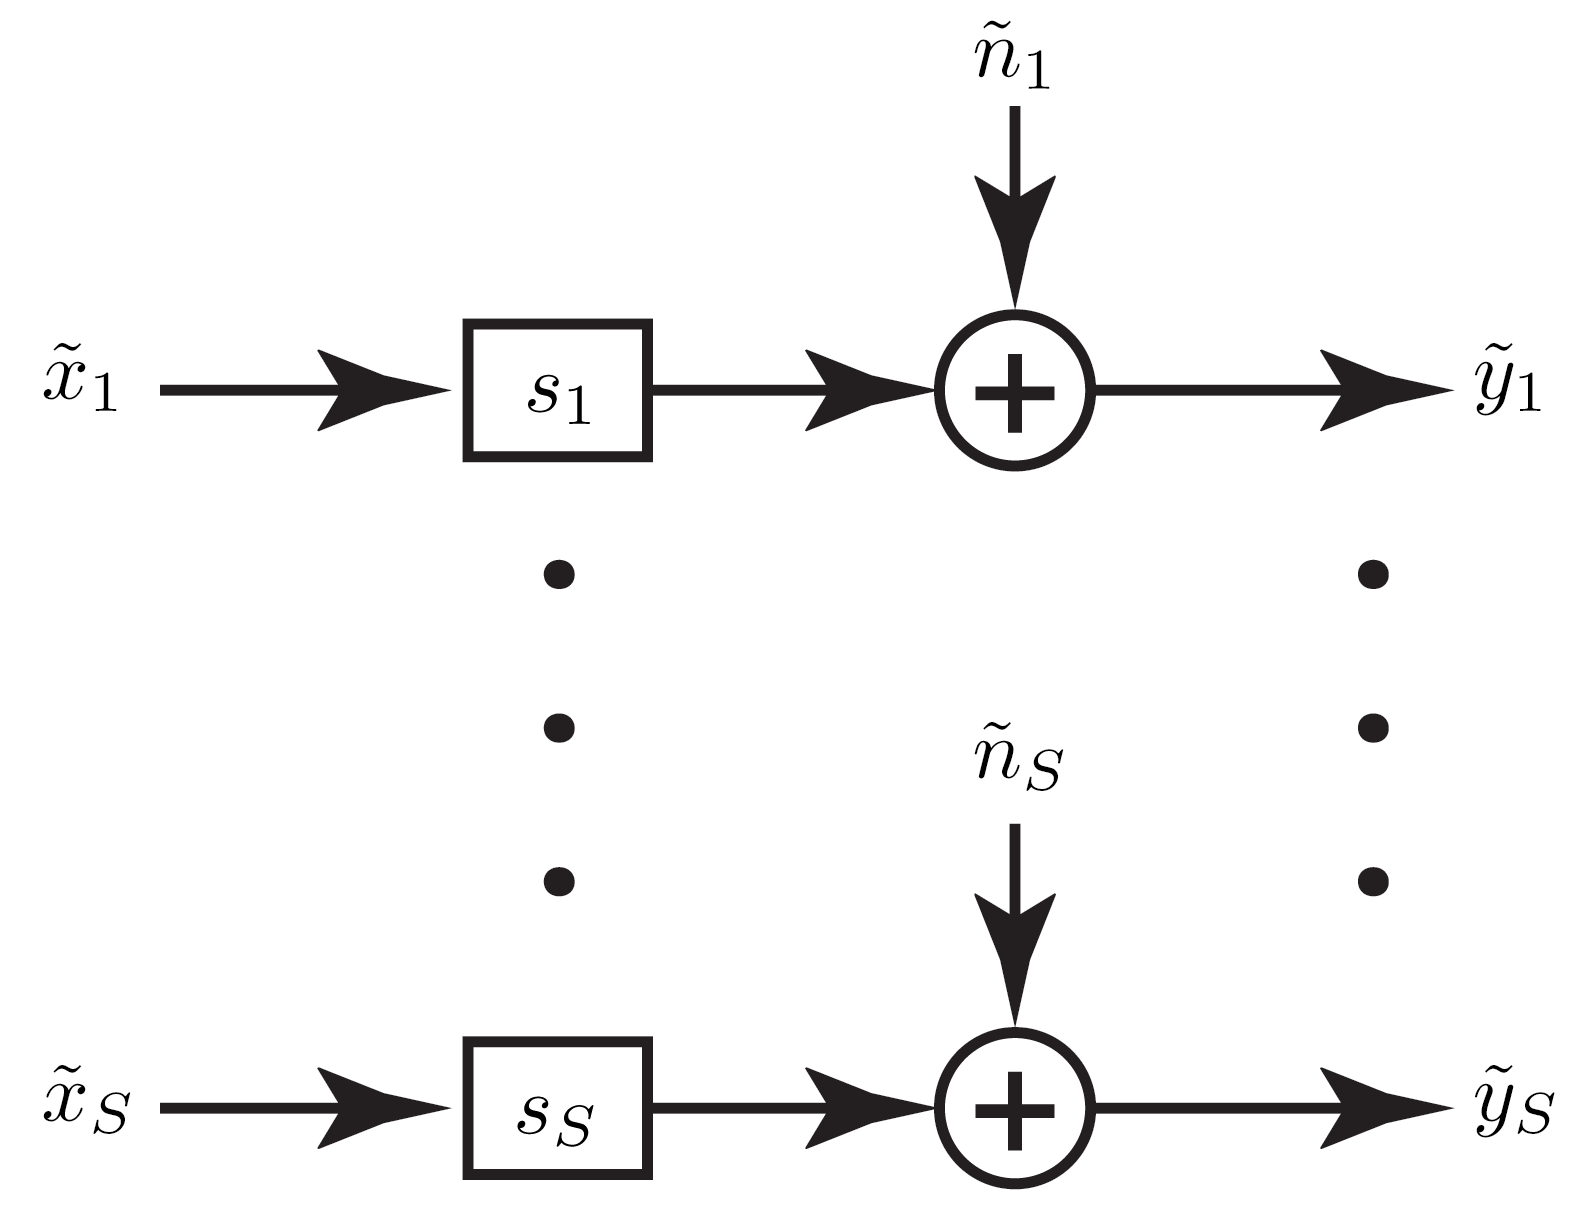 ñ₁
x̃₁ s₁ + ỹ₁
ñ_S
x̃_S s_S + ỹ_S